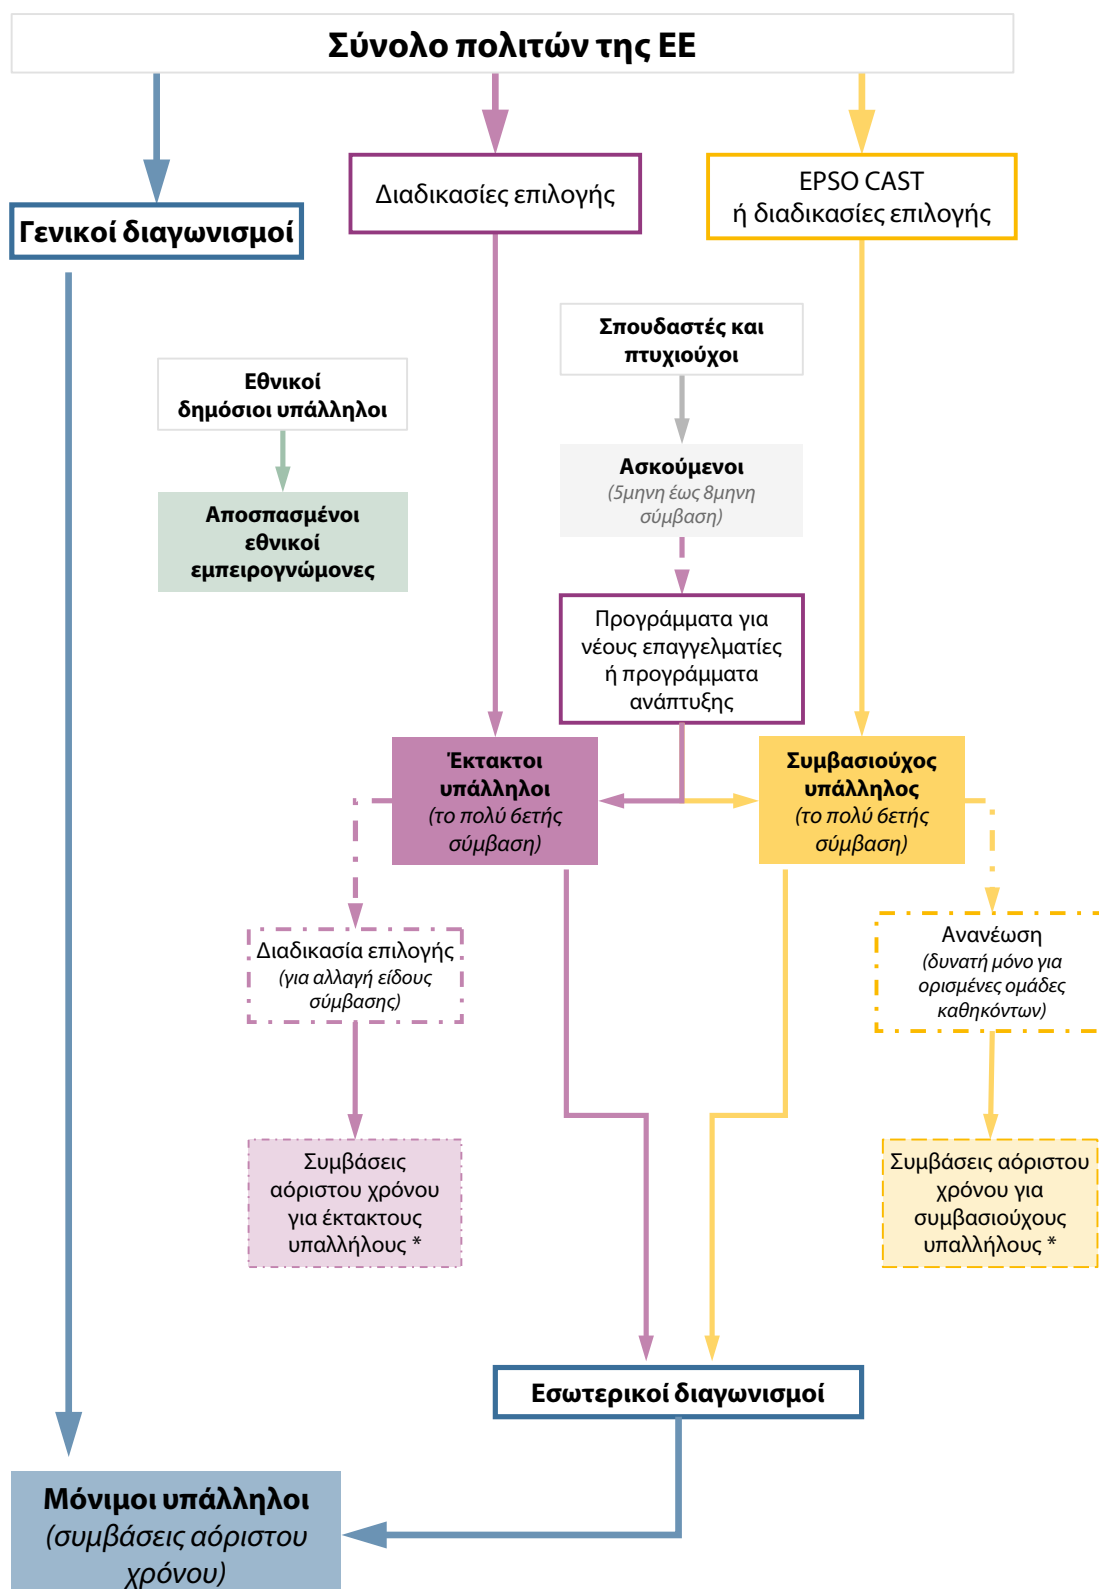 Σύνολο πολιτών της ΕΕ
Διαδικασίες επιλογής
EPSO CAST
ή διαδικασίες επιλογής
Γενικοί διαγωνισμοί
Σπουδαστές και
πτυχιούχοι
Εθνικοί
δημόσιοι υπάλληλοι
Ασκούμενοι
(5μηνη έως 8μηνη
σύμβαση)
Αποσπασμένοι
εθνικοί
εμπειρογνώμονες
Προγράμματα για
νέους επαγγελματίες
ή προγράμματα
ανάπτυξης
Έκτακτοι
υπάλληλοι
(το πολύ 6ετής
σύμβαση)
Συμβασιούχος
υπάλληλος
(το πολύ 6ετής
σύμβαση)
Διαδικασία επιλογής
(για αλλαγή είδους
σύμβασης)
Ανανέωση
(δυνατή μόνο για
ορισμένες ομάδες
καθηκόντων)
Συμβάσεις
αόριστου χρόνου
για έκτακτους
υπαλλήλους *
Συμβάσεις αόριστου
χρόνου για
συμβασιούχους
υπαλλήλους *
Εσωτερικοί διαγωνισμοί
Μόνιμοι υπάλληλοι
(συμβάσεις αόριστου
χρόνου)